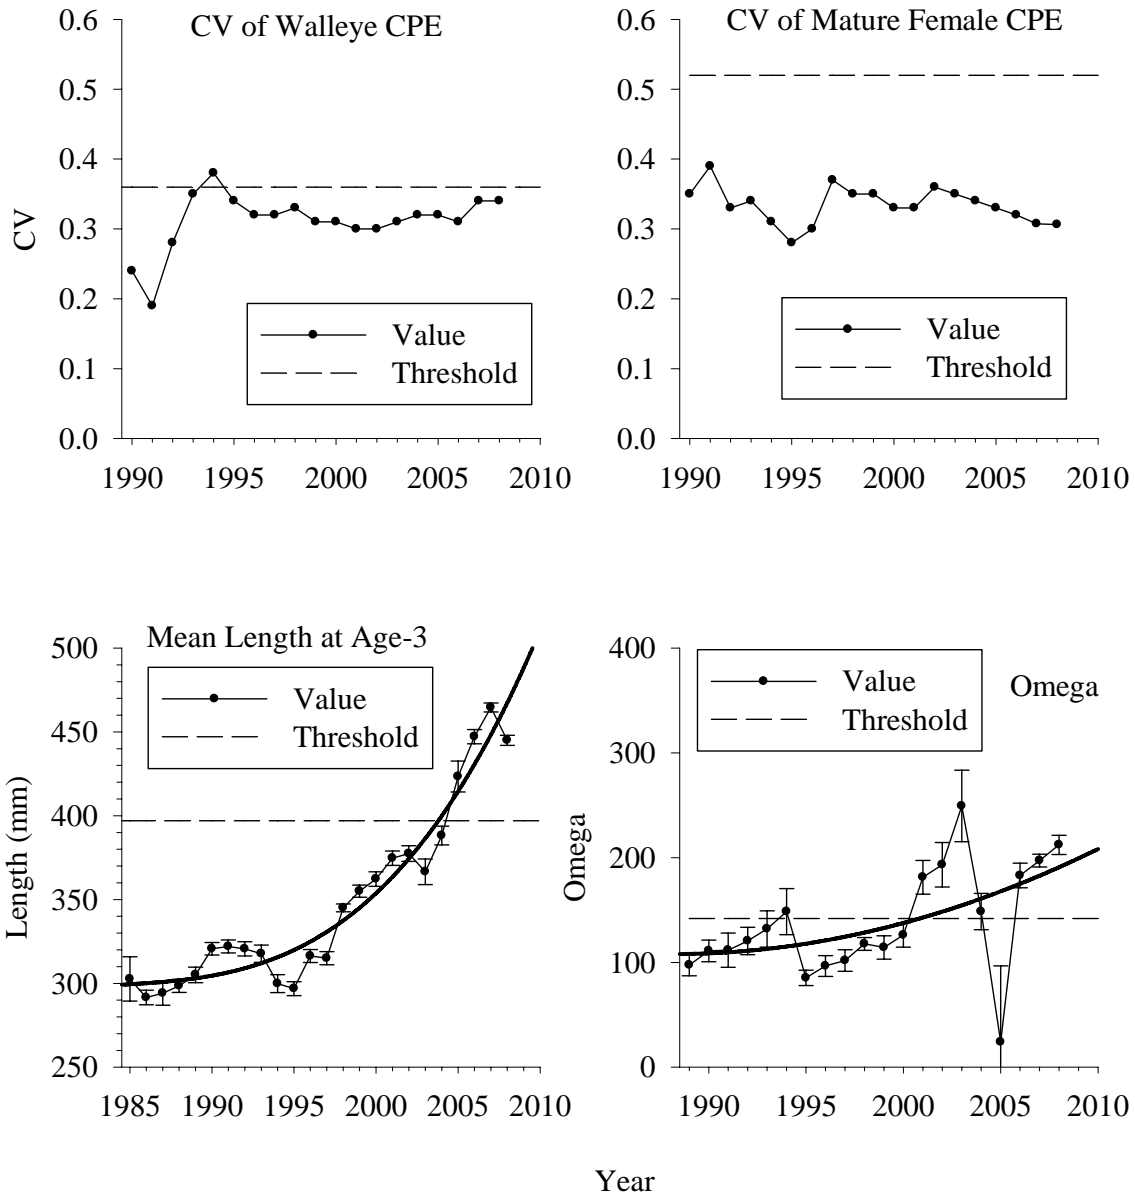 CV of Walleye CPE
0.6
0.5
0.4
0.3
0.2
0.1
0.0
CV
Value
Threshold
1990 1995 2000 2005 2010
CV of Mature Female CPE
0.6
0.5
0.4
0.3
0.2
0.1
0.0
Value
Threshold
1990 1995 2000 2005 2010
Mean Length at Age-3
500
450
400
350
300
250
Length (mm)
Value
Threshold
1985 1990 1995 2000 2005 2010
Omega
400
300
200
100
0
Omega
Value
Threshold
1990 1995 2000 2005 2010
Year